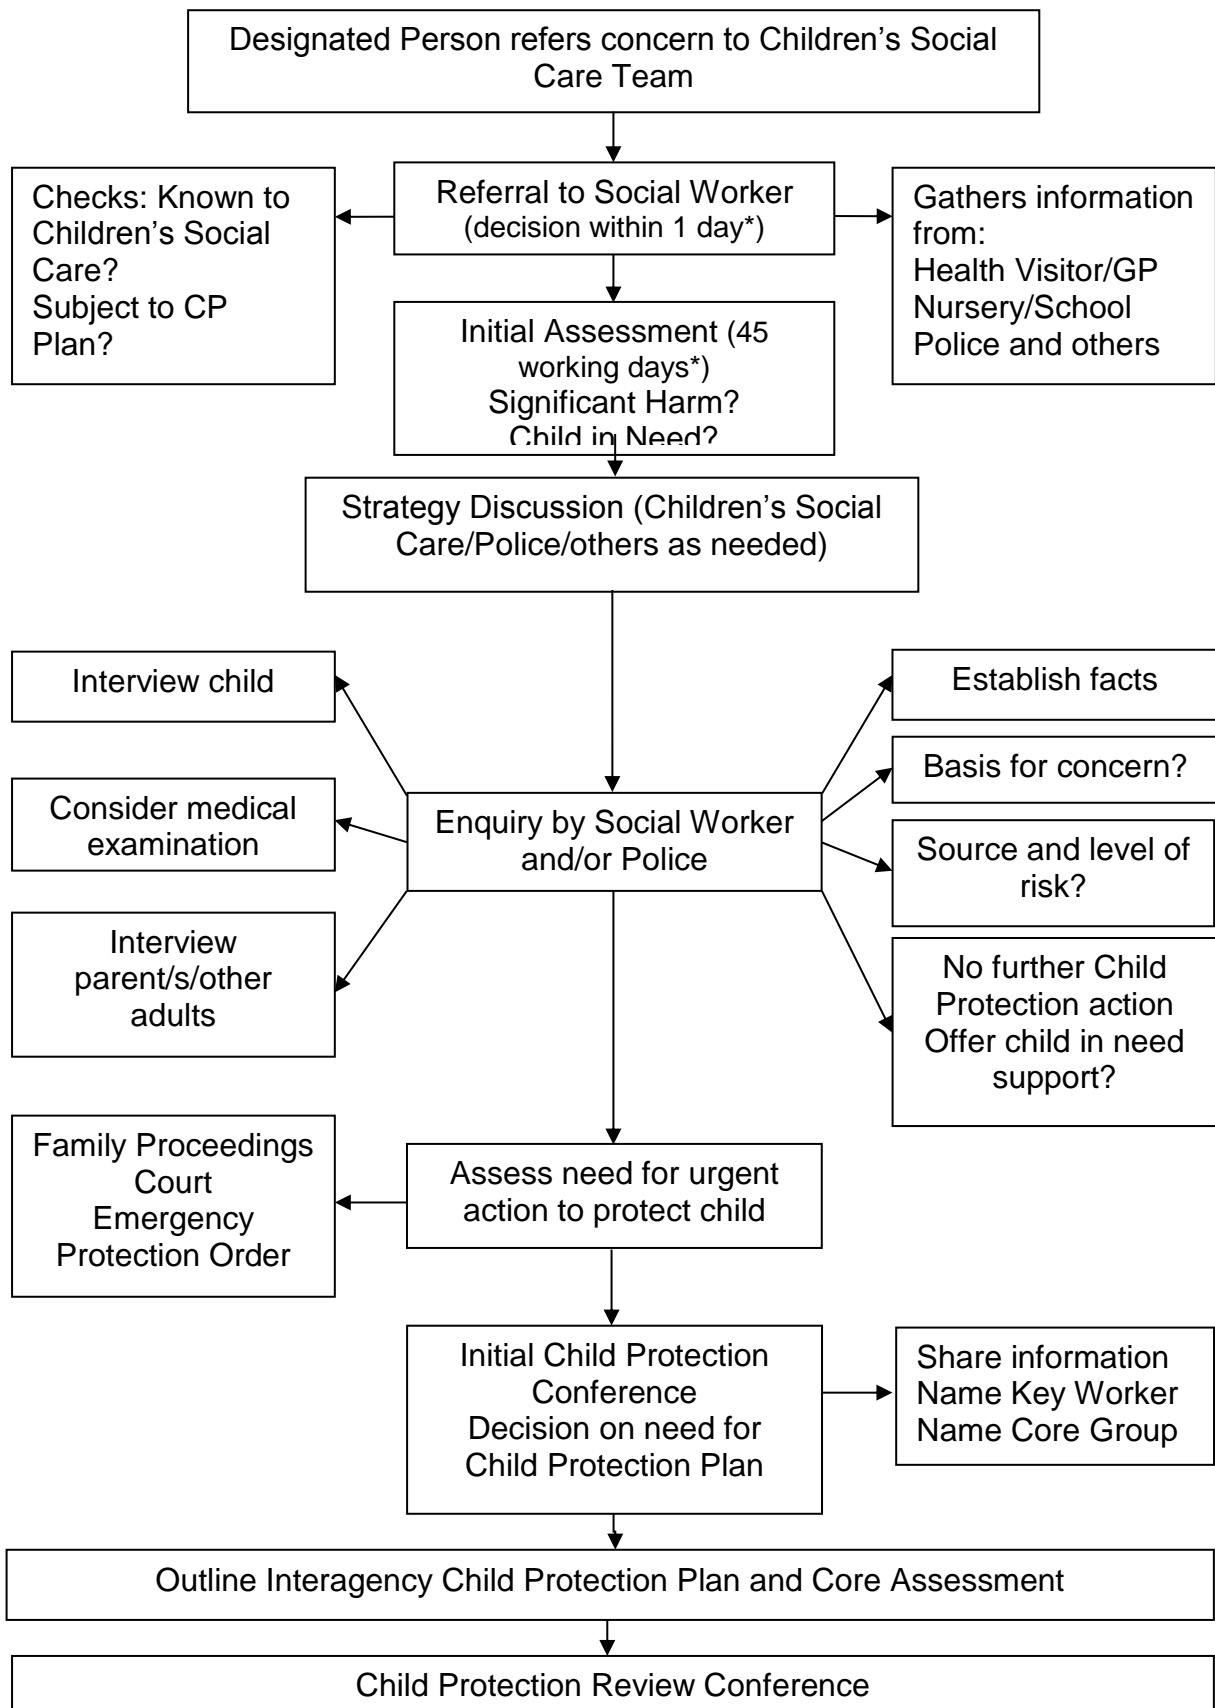 Designated Person refers concern to Children’s Social
Care Team
Checks: Known to
Children’s Social
Care?
Subject to CP
Plan?
Referral to Social Worker
(decision within 1 day*)
Gathers information
from:
Health Visitor/GP
Nursery/School
Police and others
Initial Assessment (45
working days*)
Significant Harm?
Child in Need?
Strategy Discussion (Children’s Social
Care/Police/others as needed)
Interview child
Establish facts
Basis for concern?
Consider medical
examination
Enquiry by Social Worker
and/or Police
Source and level of
risk?
Interview
parent/s/other
adults
No further Child
Protection action
Offer child in need
support?
Family Proceedings
Court
Emergency
Protection Order
Assess need for urgent
action to protect child
Initial Child Protection
Conference
Decision on need for
Child Protection Plan
Share information
Name Key Worker
Name Core Group
Outline Interagency Child Protection Plan and Core Assessment
Child Protection Review Conference